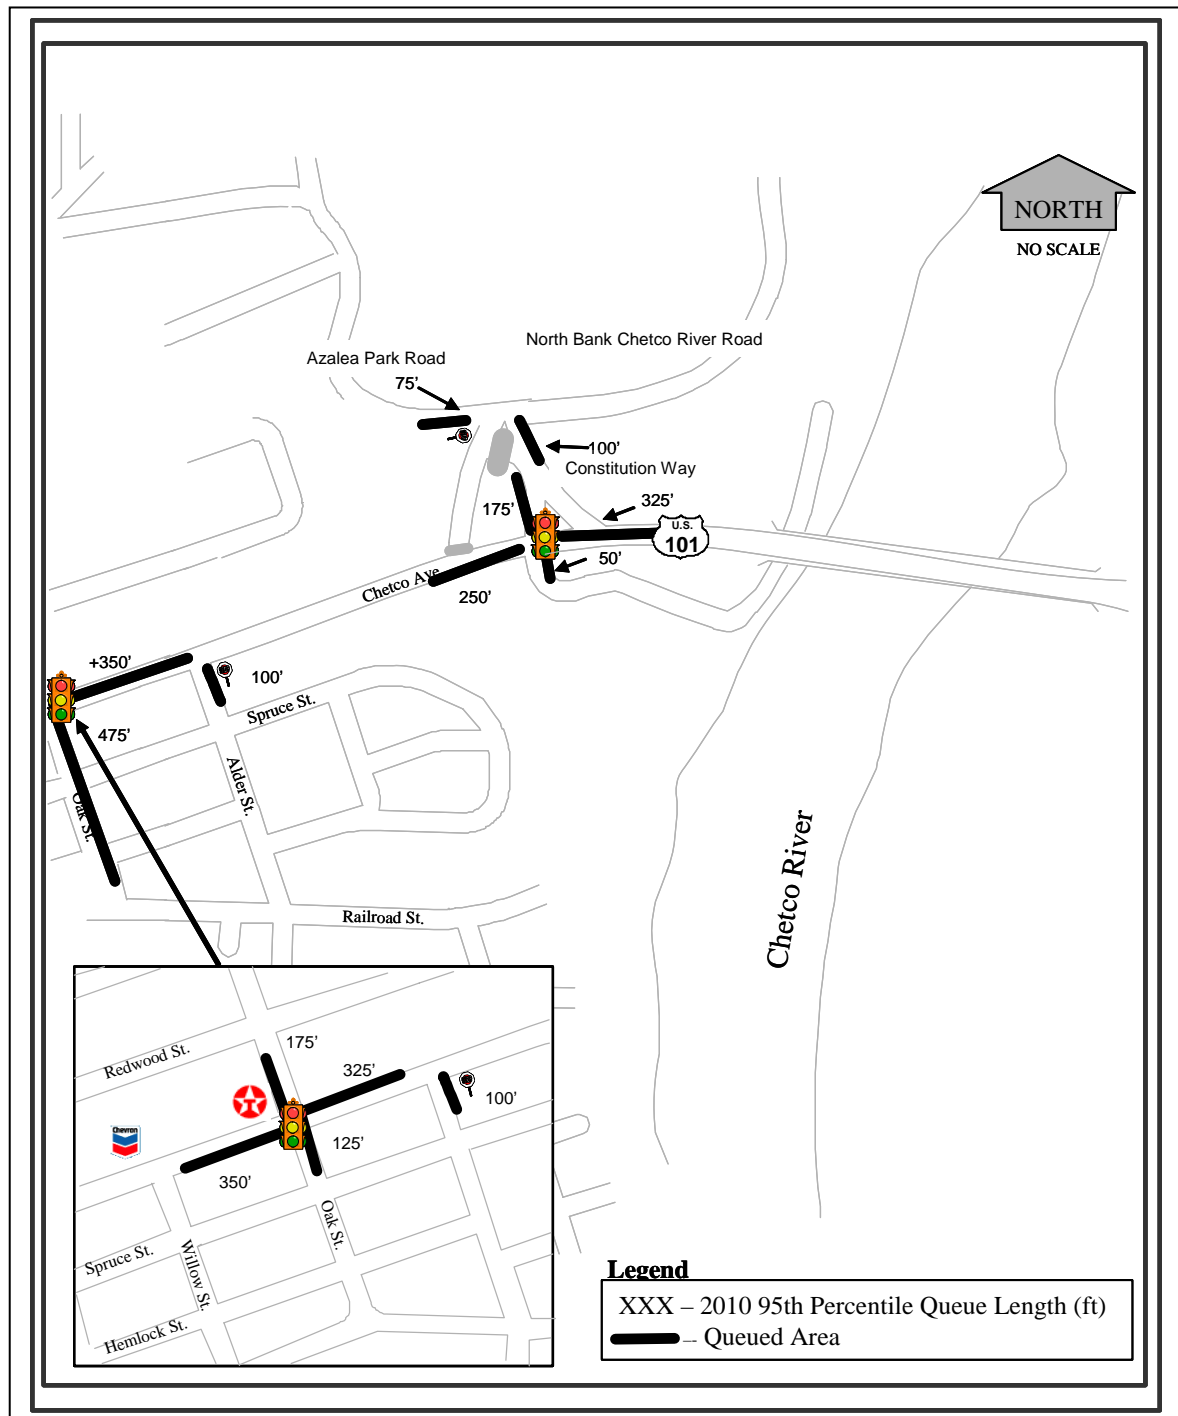 NORTH
NO SCALE
North Bank Chetco River Road
Azalea Park Road
75’
100’
Constitution Way
175’
325’
U.S.
101
50’
Chetco Ave
250’
+350’
100’
Spruce St.
475’
Alder St.
Oak St.
Railroad St.
Chetco River
175’
Redwood St.
325’
100’
Chevron
125’
350’
Oak St.
Spruce St.
Willow St.
Hemlock St.
Legend
XXX – 2010 95th Percentile Queue Length (ft)
– Queued Area